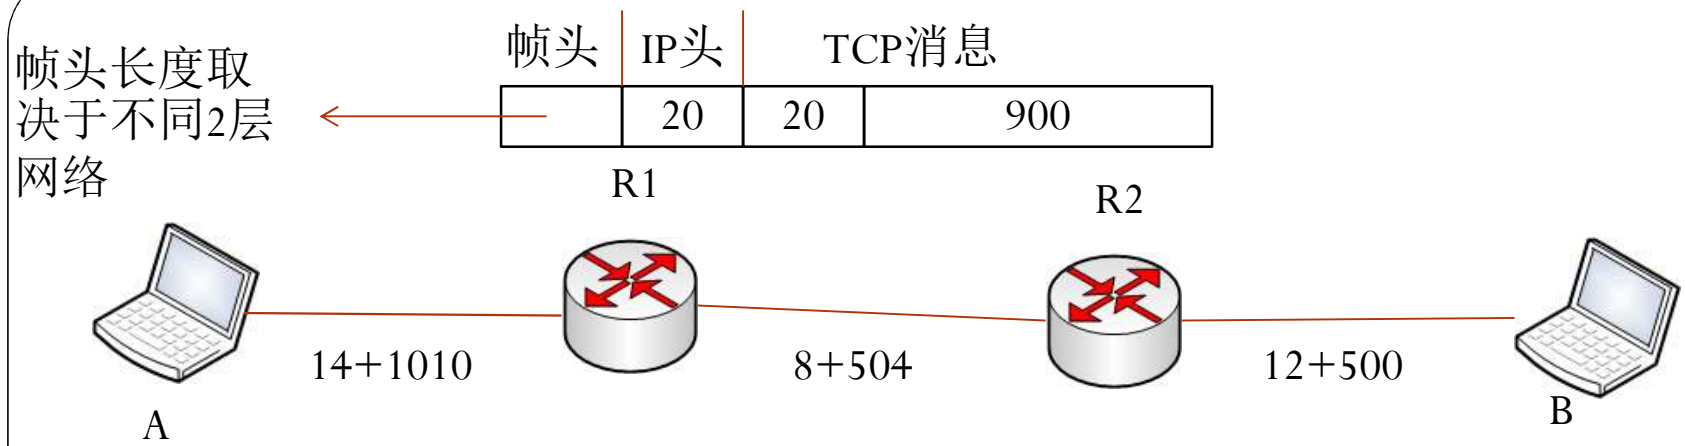 帧头 IP头 TCP消息
帧头长度取
决于不同2层
网络
20 20 900
R1
R2
14+1010
8+504
12+500
A
B